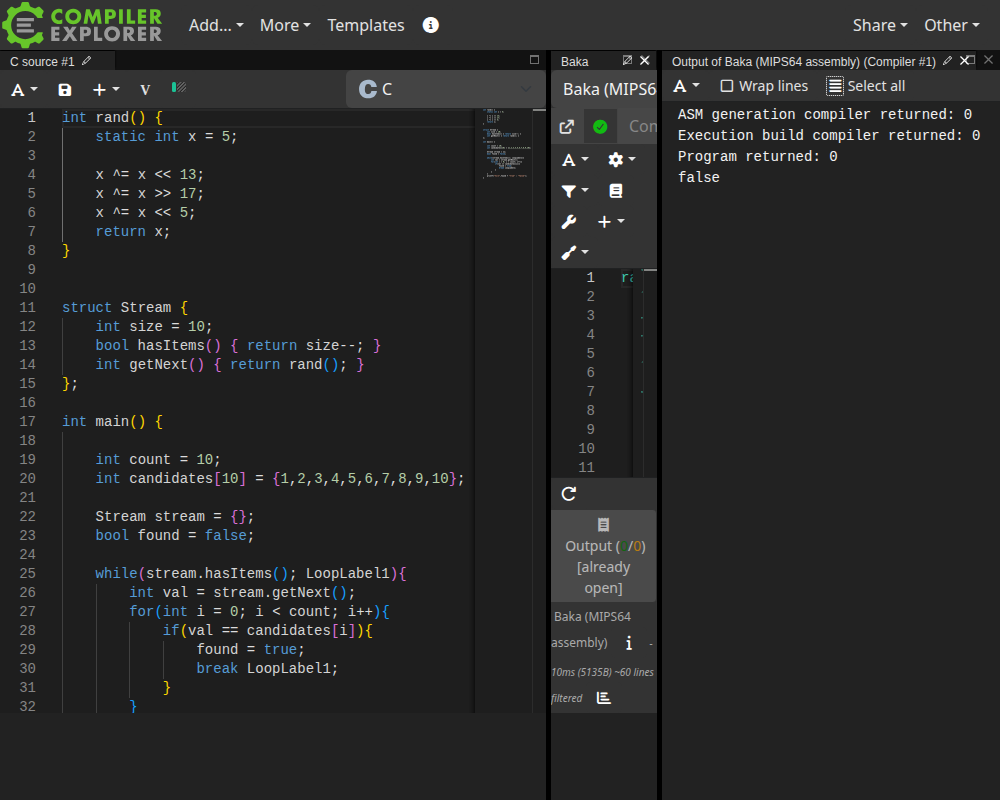 COMPILER
EXPLORER
Add...
More
Templates
Share
Other
C source #1
A
V
C
1 int rand() {
2 static int x = 5;
3
4 x ^= x << 13;
5 x ^= x >> 17;
6 x ^= x << 5;
7 return x;
8 }
9
10
11 struct Stream {
12 int size = 10;
13 bool hasItems() { return size--; }
14 int getNext() { return rand(); }
15 };
16
17 int main() {
18
19 int count = 10;
20 int candidates[10] = {1,2,3,4,5,6,7,8,9,10};
21
22 Stream stream = {};
23 bool found = false;
24
25 while(stream.hasItems(); LoopLabel1){
26 int val = stream.getNext();
27 for(int i = 0; i < count; i++){
28 if(val == candidates[i]){
29 found = true;
30 break LoopLabel1;
31 }
32 }
Baka
Baka (MIPS6
Con
A
1 ra
2
3
4
5
6
7
8
9
10
11
Output ( /0)
[already
open]
Baka (MIPS64
assembly) i -
10ms (5135B) ~60 lines
filtered
Output of Baka (MIPS64 assembly) (Compiler #1)
A
Wrap lines
Select all
ASM generation compiler returned: 0
Execution build compiler returned: 0
Program returned: 0
false